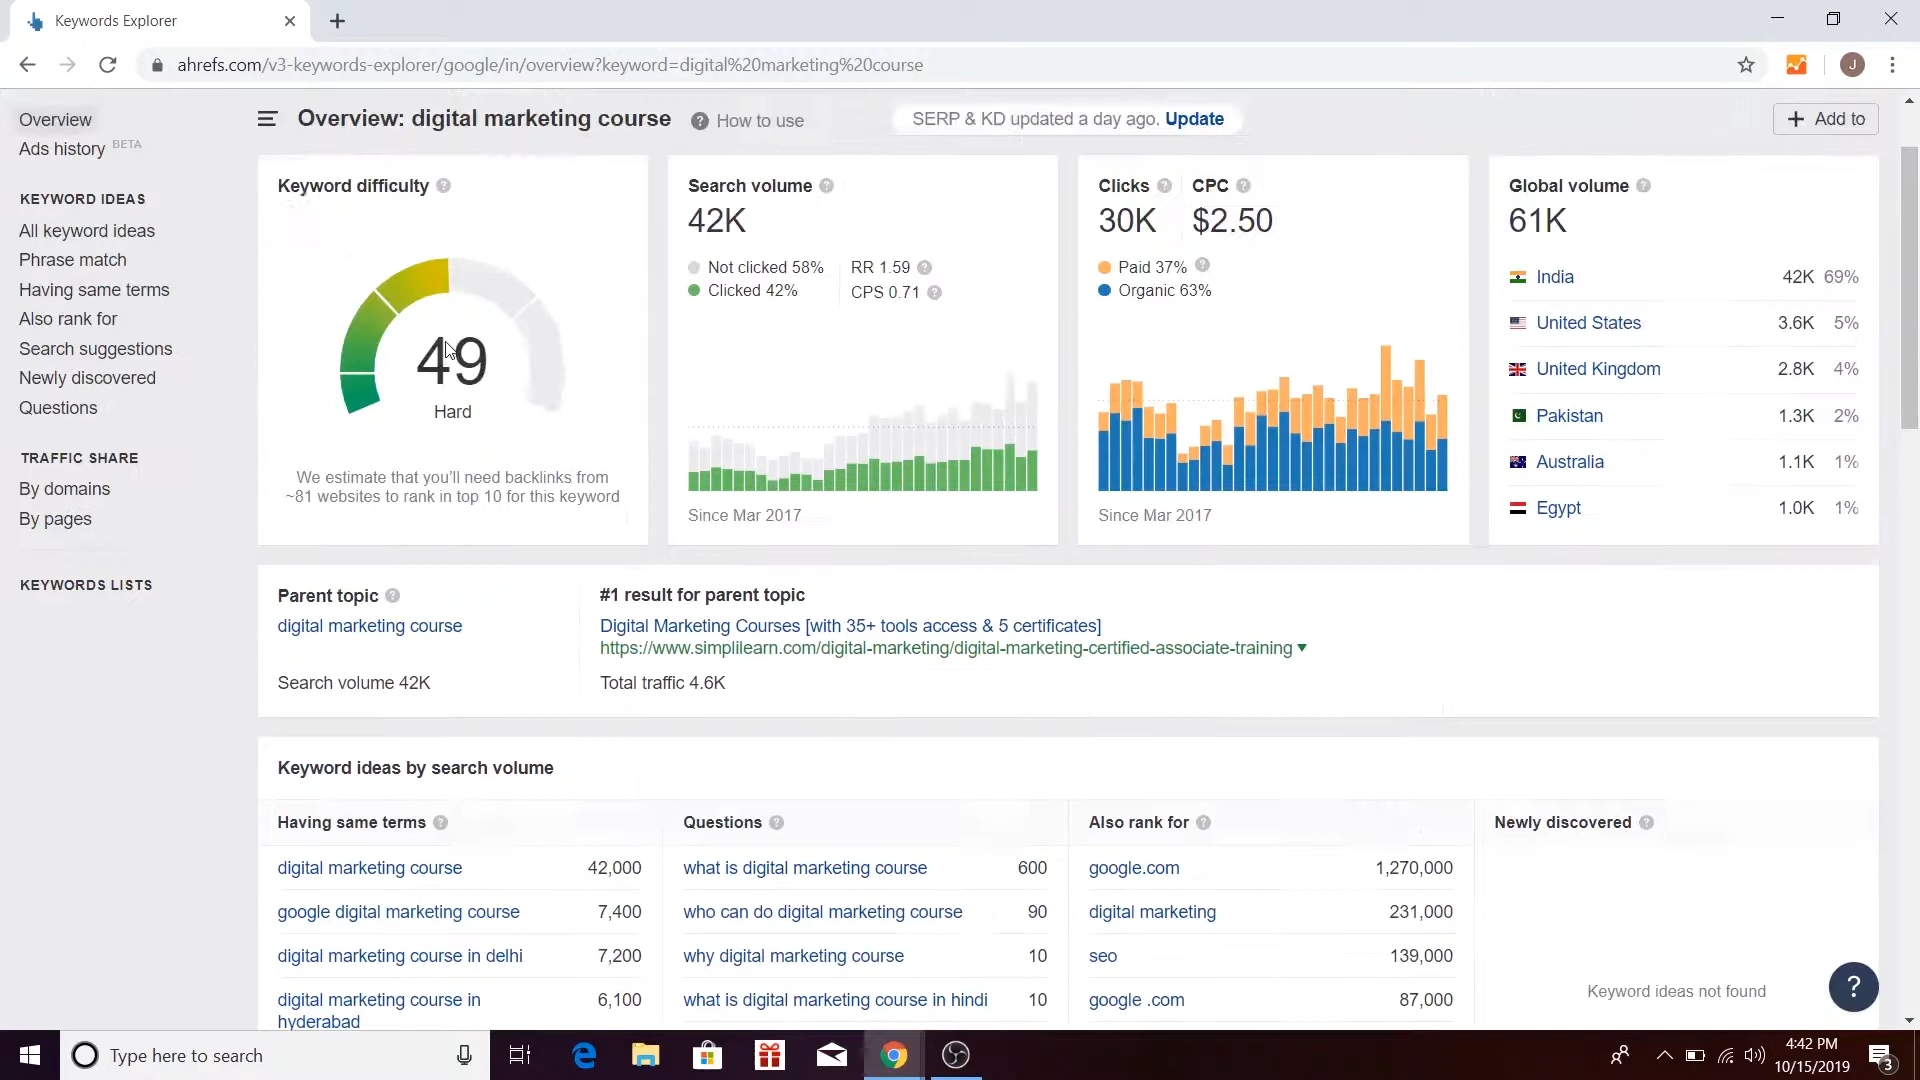 Keywords Explorer
ahrefs.com/v3-keywords-explorer/google/in/overview?keyword=digital%20marketing%20course
J
Overview
Ads history BETA
KEYWORD IDEAS
All keyword ideas
Phrase match
Having same terms
Also rank for
Search suggestions
Newly discovered
Questions
TRAFFIC SHARE
By domains
By pages
KEYWORDS LISTS
Overview: digital marketing course
? How to use
SERP & KD updated a day ago. Update
+ Add to
Keyword difficulty ?
49
Hard
We estimate that you'll need backlinks from
~81 websites to rank in top 10 for this keyword
Search volume ?
42K
Not clicked 58%
Clicked 42%
RR 1.59 ?
CPS 0.71 ?
Since Mar 2017
Clicks ? CPC ?
30K $2.50
Paid 37% ?
Organic 63%
Since Mar 2017
Global volume ?
61K
India 42K 69%
United States 3.6K 5%
United Kingdom 2.8K 4%
Pakistan 1.3K 2%
Australia 1.1K 1%
Egypt 1.0K 1%
Parent topic ?
digital marketing course
Search volume 42K
#1 result for parent topic
Digital Marketing Courses [with 35+ tools access & 5 certificates]
https://www.simplilearn.com/digital-marketing/digital-marketing-certified-associate-training ▼
Total traffic 4.6K
Keyword ideas by search volume
Having same terms ?
digital marketing course 42,000
google digital marketing course 7,400
digital marketing course in delhi 7,200
digital marketing course in 6,100
hyderabad
Questions ?
what is digital marketing course 600
who can do digital marketing course 90
why digital marketing course 10
what is digital marketing course in hindi 10
Also rank for ?
google.com 1,270,000
digital marketing 231,000
seo 139,000
google .com 87,000
Newly discovered ?
Keyword ideas not found
?
Type here to search
4:42 PM
10/15/2019
3